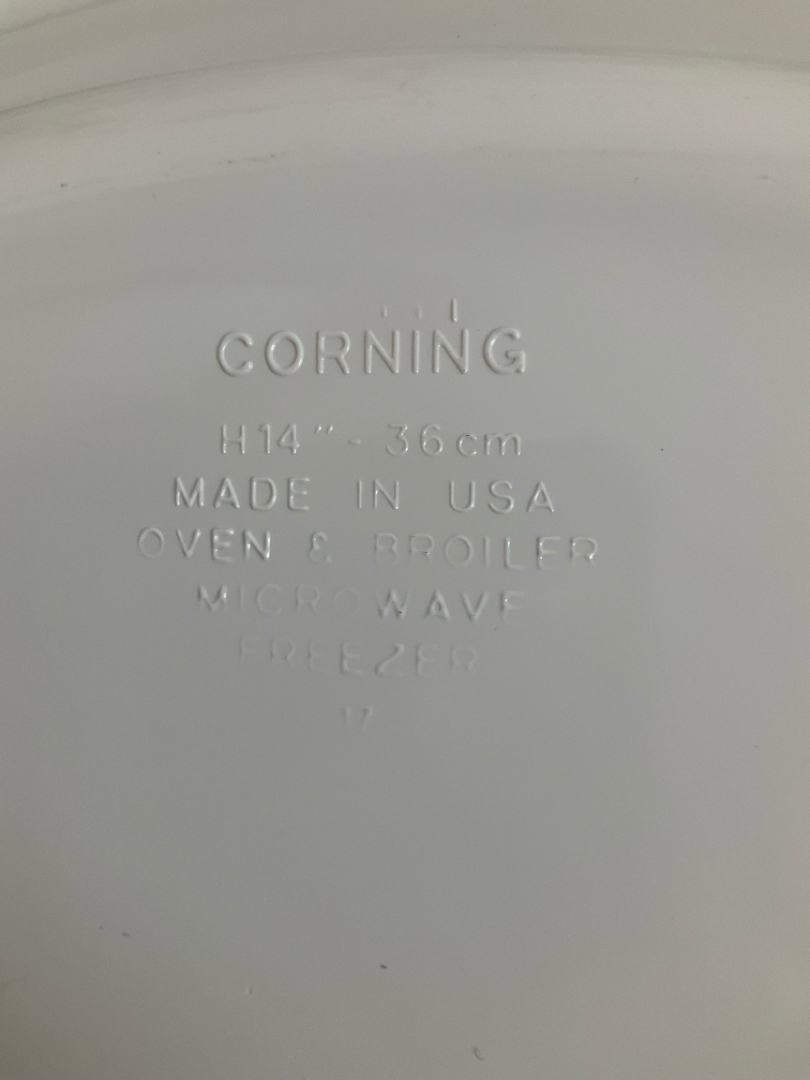 CORNING
H14″- 36cm
MADE IN USA
OVEN & BROILER
MICROWAVE
FREEZER
17